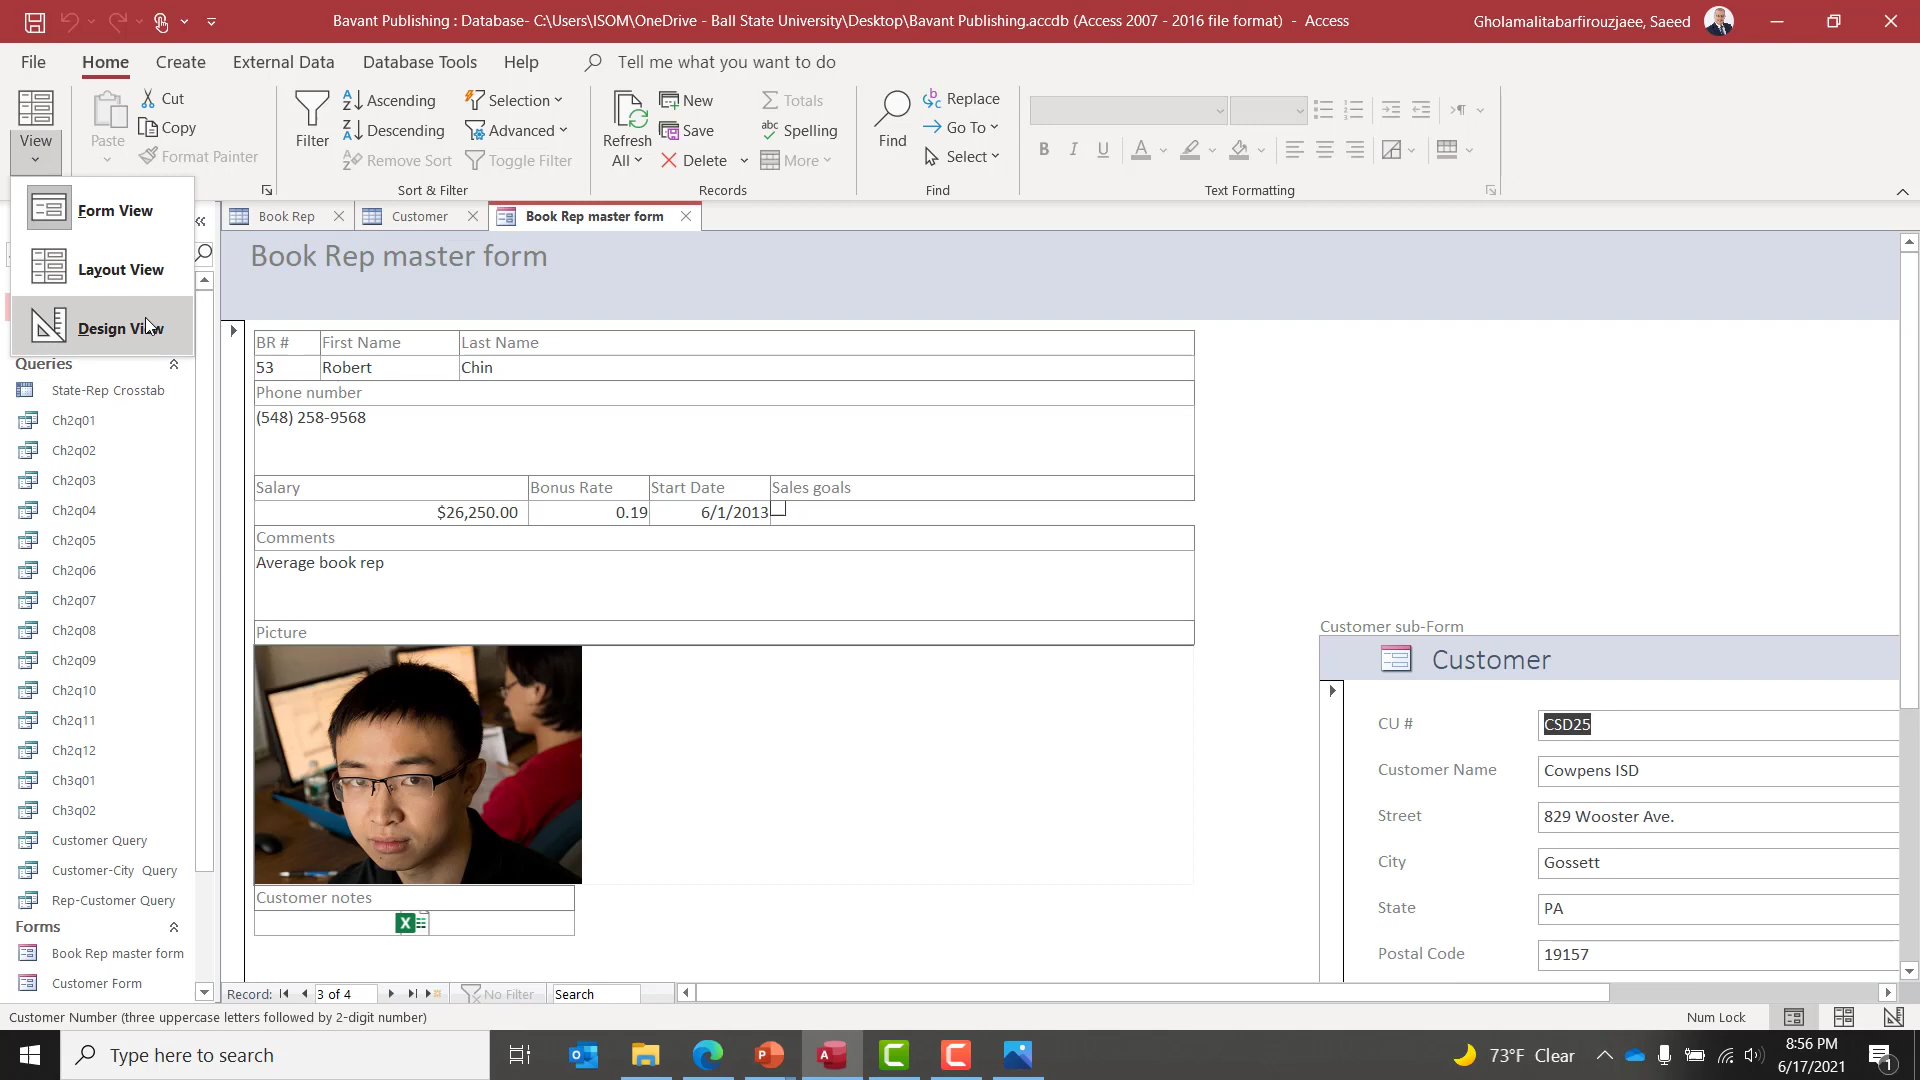 Bavant Publishing : Database- C:\Users\ISOM\OneDrive - Ball State University\Desktop\Bavant Publishing.accdb (Access 2007 - 2016 file format) - Access
Gholamalitabarfirouzjaee, Saeed
File Home Create External Data Database Tools Help Tell me what you want to do
View
Paste
Cut
Copy
Format Painter
Filter
Ascending
Descending
Remove Sort
Selection
Advanced
Toggle Filter
Sort & Filter
Refresh All
New
Save
Delete
Totals
Spelling
More
Records
Find
Replace
Go To
Select
Find
B I U
Text Formatting
Form View
Layout View
Design View
Book Rep
Customer
Book Rep master form
Queries
State-Rep Crosstab
Ch2q01
Ch2q02
Ch2q03
Ch2q04
Ch2q05
Ch2q06
Ch2q07
Ch2q08
Ch2q09
Ch2q10
Ch2q11
Ch2q12
Ch3q01
Ch3q02
Customer Query
Customer-City Query
Rep-Customer Query
Forms
Book Rep master form
Customer Form
Book Rep master form
BR # First Name Last Name
53 Robert Chin
Phone number
(548) 258-9568
Salary Bonus Rate Start Date Sales goals
$26,250.00 0.19 6/1/2013
Comments
Average book rep
Picture
Customer notes
Customer sub-Form
Customer
CU # CSD25
Customer Name Cowpens ISD
Street 829 Wooster Ave.
City Gossett
State PA
Postal Code 19157
Record: 3 of 4 No Filter Search
Customer Number (three uppercase letters followed by 2-digit number)
Num Lock
Type here to search
73°F Clear
8:56 PM
6/17/2021
1